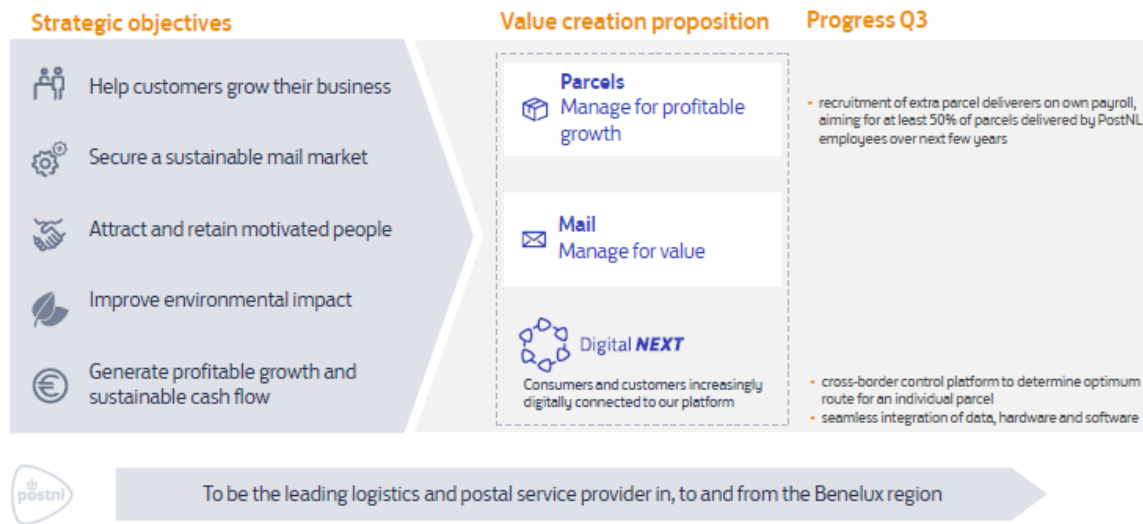 Strategic objectives
Value creation proposition
Progress Q3
Help customers grow their business
Secure a sustainable mail market
Attract and retain motivated people
Improve environmental impact
Generate profitable growth and
sustainable cash flow
Parcels
Manage for profitable
growth
Mail
Manage for value
Digital NEXT
Consumers and customers increasingly
digitally connected to our platform
• recruitment of extra parcel deliverers on own payroll,
aiming for at least 50% of parcels delivered by PostNL
employees over next few years
• cross-border control platform to determine optimum
route for an individual parcel
• seamless integration of data, hardware and software
postnl
To be the leading logistics and postal service provider in, to and from the Benelux region